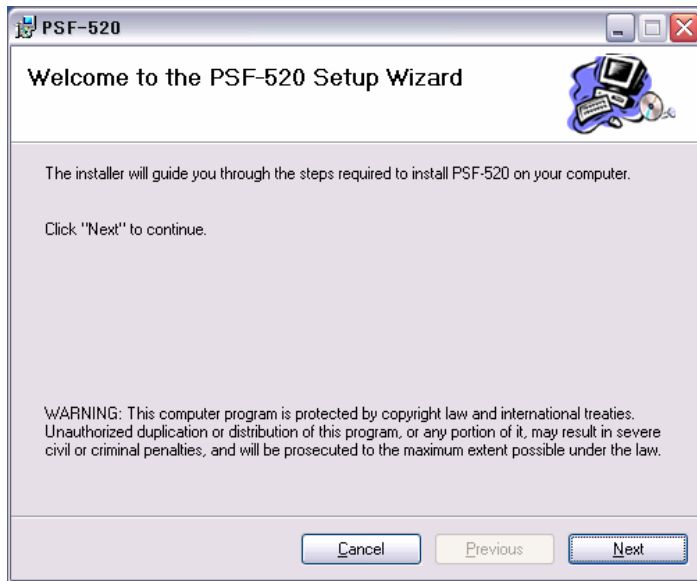 PSF-520
Welcome to the PSF-520 Setup Wizard
The installer will guide you through the steps required to install PSF-520 on your computer.
Click "Next" to continue.
WARNING: This computer program is protected by copyright law and international treaties.
Unauthorized duplication or distribution of this program, or any portion of it, may result in severe
civil or criminal penalties, and will be prosecuted to the maximum extent possible under the law.
Cancel Previous Next